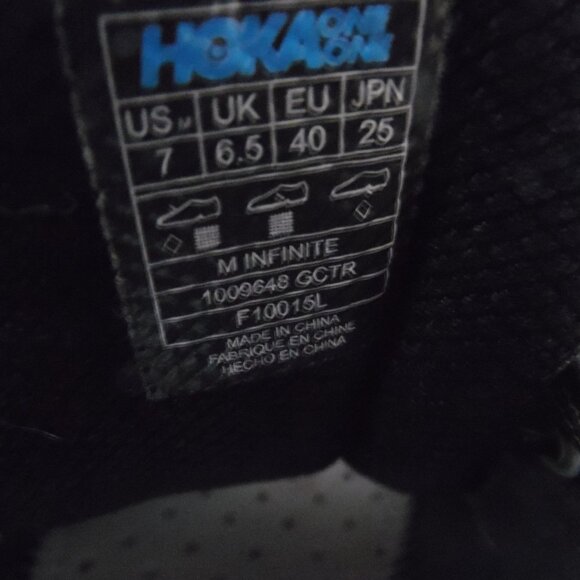 HOKA ONE ONE
US M UK EU JPN
7 6.5 40 25
M INFINITE
1009648 GCTR
F10015L
MADE IN CHINA
FABRIQUE EN CHINE
HECHO EN CHINA